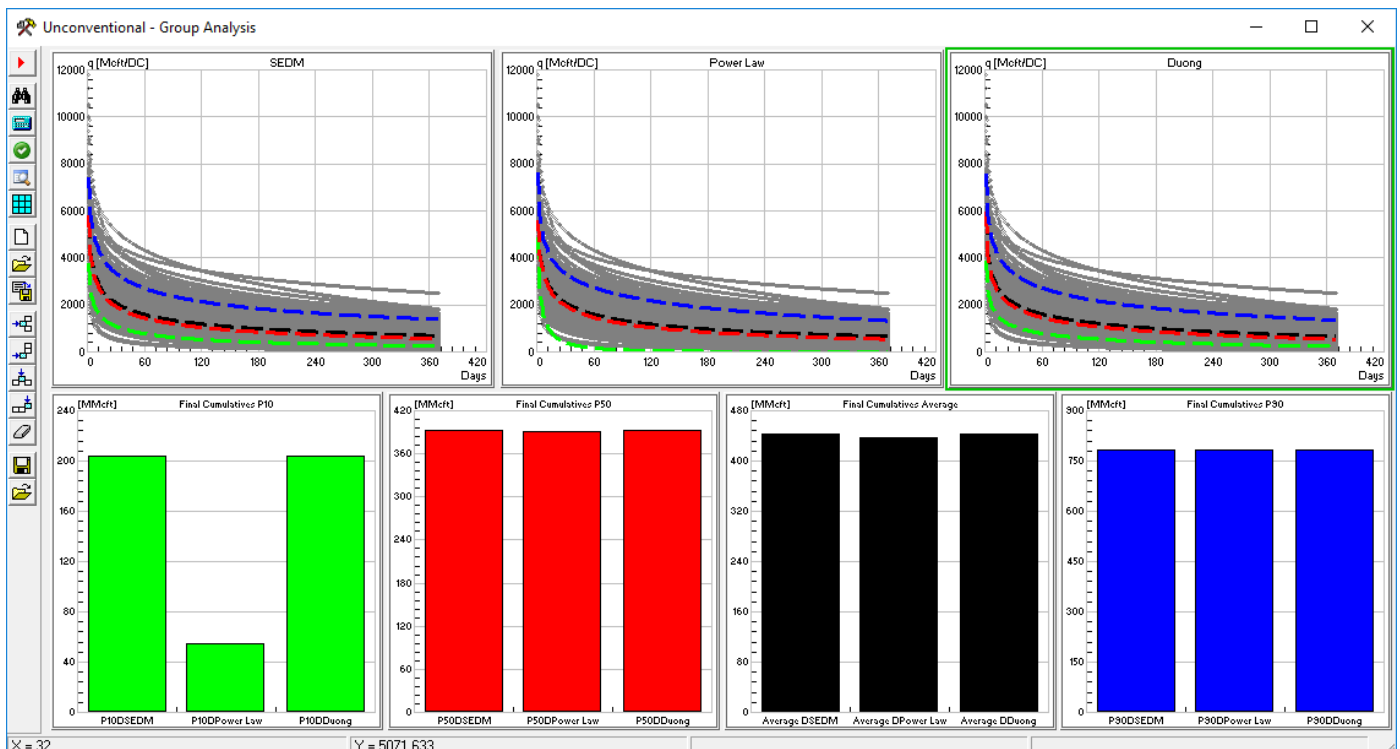 Unconventional - Group Analysis
q [Mcft/DC] SEDM
12000
10000
8000
6000
4000
2000
0
0 60 120 180 240 300 360 420
Days
q [Mcft/DC] Power Law
12000
10000
8000
6000
4000
2000
0
0 60 120 180 240 300 360 420
Days
q [Mcft/DC] Duong
12000
10000
8000
6000
4000
2000
0
0 60 120 180 240 300 360 420
Days
[MMcft] Final Cumulatives P10
240
200
160
120
80
40
0
P10DSEDM P10DPower Law P10DDuong
[MMcft] Final Cumulatives P50
420
360
300
240
180
120
60
0
P50DSEDM P50DPower Law P50DDuong
[MMcft] Final Cumulatives Average
480
400
320
240
160
80
0
Average DSEDM Average DPower Law Average DDuong
[MMcft] Final Cumulatives P90
900
750
600
450
300
150
0
P90DSEDM P90DPower Law P90DDuong
X = 32 Y = 5071.633